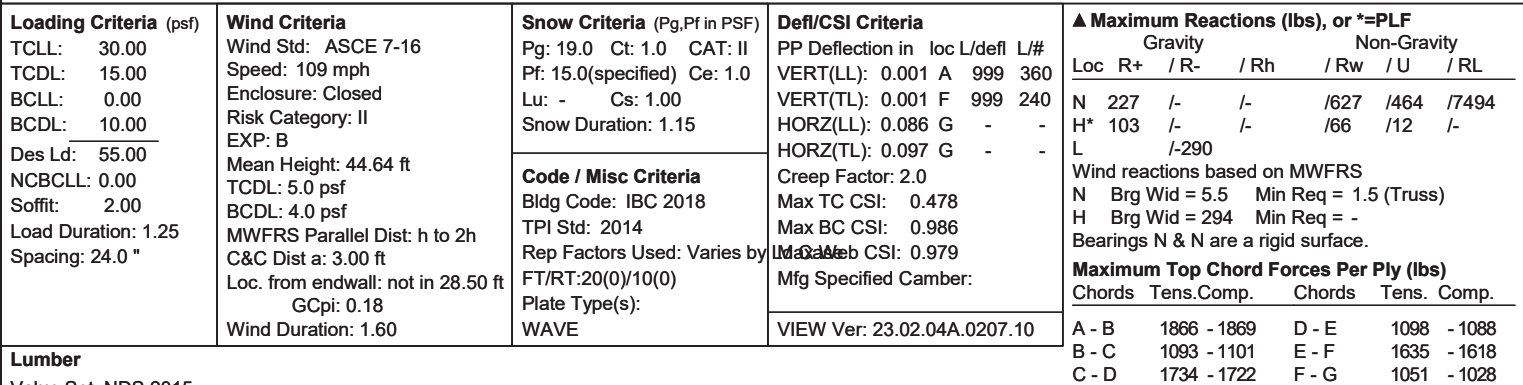 Loading Criteria (psf)
TCLL: 30.00
TCDL: 15.00
BCLL: 0.00
BCDL: 10.00
Des Ld: 55.00
NCBCLL: 0.00
Soffit: 2.00
Load Duration: 1.25
Spacing: 24.0 "
Wind Criteria
Wind Std: ASCE 7-16
Speed: 109 mph
Enclosure: Closed
Risk Category: II
EXP: B
Mean Height: 44.64 ft
TCDL: 5.0 psf
BCDL: 4.0 psf
MWFRS Parallel Dist: h to 2h
C&C Dist a: 3.00 ft
Loc. from endwall: not in 28.50 ft
GCpi: 0.18
Wind Duration: 1.60
Snow Criteria (Pg,Pf in PSF)
Pg: 19.0 Ct: 1.0 CAT: II
Pf: 15.0(specified) Ce: 1.0
Lu: - Cs: 1.00
Snow Duration: 1.15
Code / Misc Criteria
Bldg Code: IBC 2018
TPI Std: 2014
Rep Factors Used: Varies by Ld Case
FT/RT:20(0)/10(0)
Plate Type(s):
WAVE
Defl/CSI Criteria
PP Deflection in loc L/defl L/#
VERT(LL): 0.001 A 999 360
VERT(TL): 0.001 F 999 240
HORZ(LL): 0.086 G - -
HORZ(TL): 0.097 G - -
Creep Factor: 2.0
Max TC CSI: 0.478
Max BC CSI: 0.986
Max Web CSI: 0.979
Mfg Specified Camber:
VIEW Ver: 23.02.04A.0207.10
▲Maximum Reactions (lbs), or *=PLF
Gravity Non-Gravity
Loc R+ / R- / Rh / Rw / U / RL
N 227 /- /- /627 /464 /7494
H* 103 /- /- /66 /12 /-
L /-290
Wind reactions based on MWFRS
N Brg Wid = 5.5 Min Req = 1.5 (Truss)
H Brg Wid = 294 Min Req = -
Bearings N & N are a rigid surface.
Maximum Top Chord Forces Per Ply (lbs)
Chords Tens.Comp. Chords Tens. Comp.
A - B 1866 - 1869 D - E 1098 - 1088
B - C 1093 - 1101 E - F 1635 - 1618
C - D 1734 - 1722 F - G 1051 - 1028
Lumber